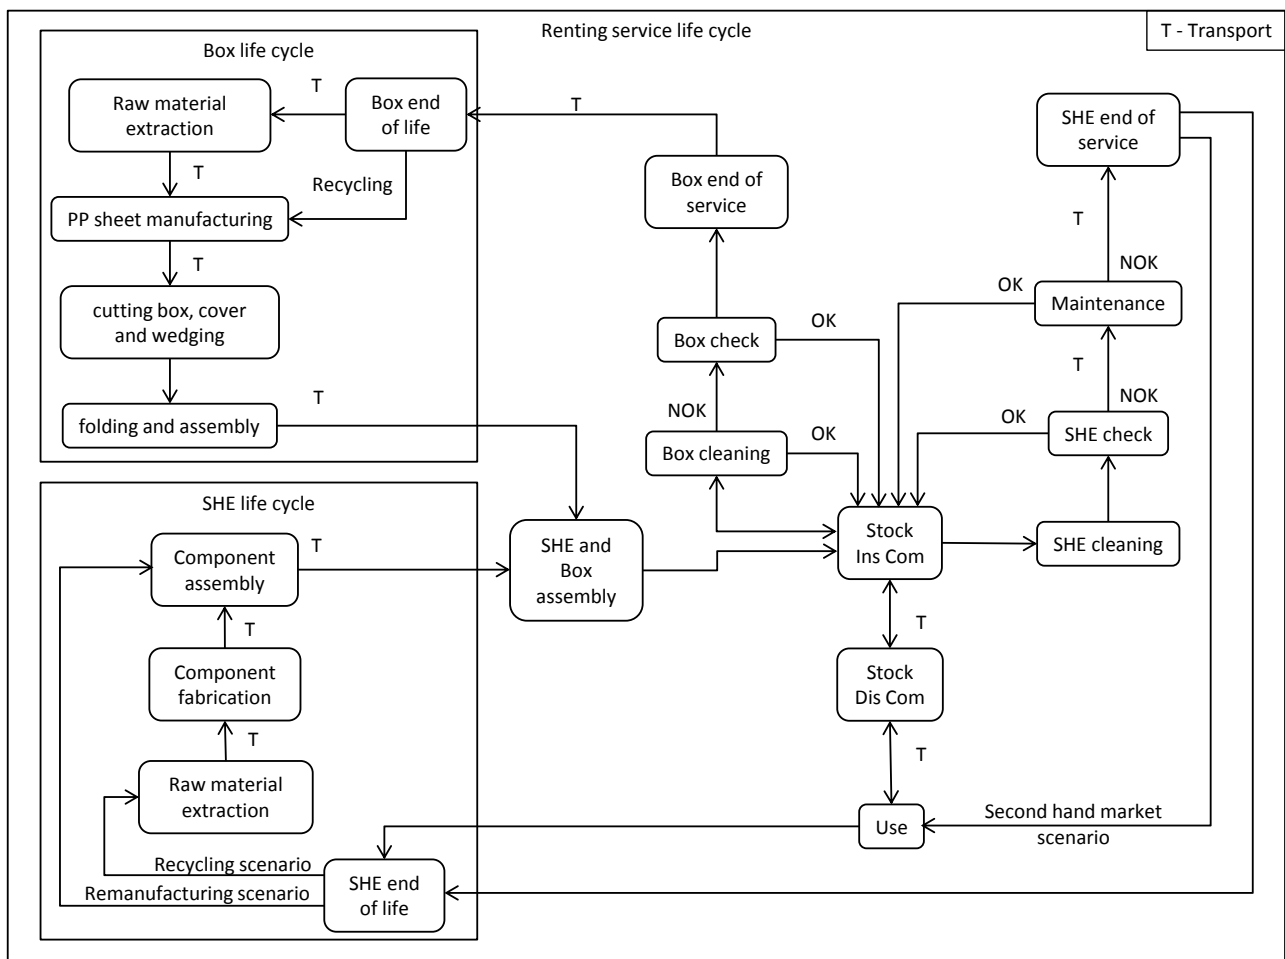 Renting service life cycle
T - Transport
Box life cycle
T
Raw material
extraction
Box end
of life
T
T
Recycling
PP sheet manufacturing
T
cutting box, cover
and wedging
T
folding and assembly
Box end of
service
Box check
OK
NOK
Box cleaning
OK
SHE end of
service
T
NOK
OK
Maintenance
T
NOK
OK
SHE check
SHE cleaning
SHE life cycle
Component
assembly
T
T
Component
fabrication
T
Raw material
extraction
Recycling scenario
Remanufacturing scenario
SHE end
of life
SHE and
Box
assembly
Stock
Ins Com
T
Stock
Dis Com
T
Use
Second hand market
scenario